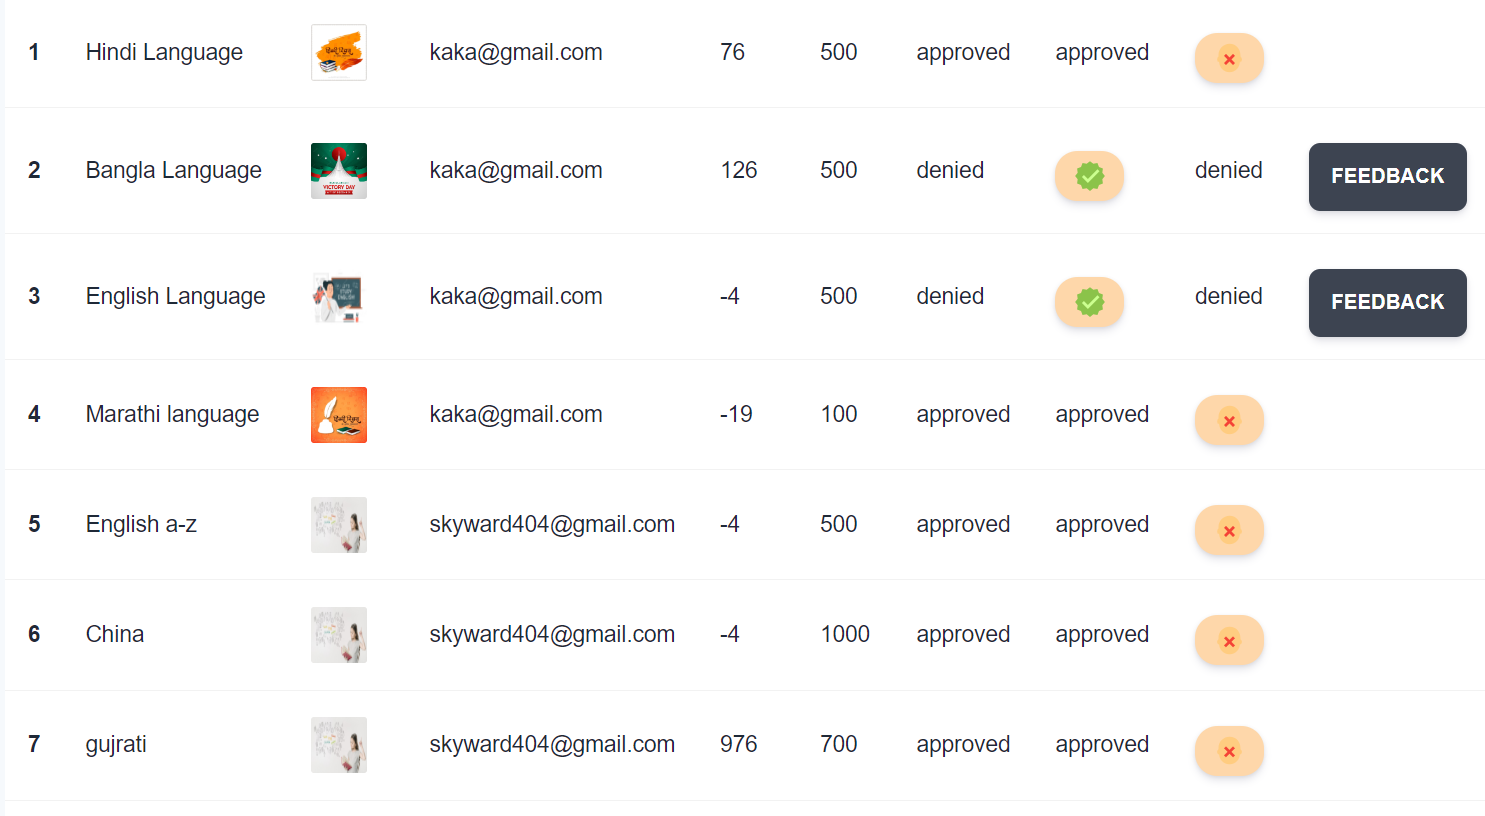 1 Hindi Language kaka@gmail.com 76 500 approved approved
2 Bangla Language VICTORY DAY kaka@gmail.com 126 500 denied denied FEEDBACK
3 English Language kaka@gmail.com -4 500 denied denied FEEDBACK
4 Marathi language kaka@gmail.com -19 100 approved approved
5 English a-z skyward404@gmail.com -4 500 approved approved
6 China skyward404@gmail.com -4 1000 approved approved
7 gujrati skyward404@gmail.com 976 700 approved approved